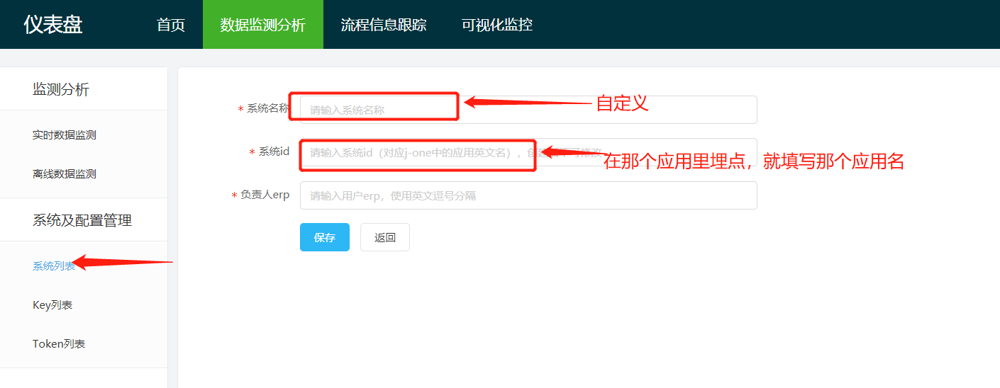 仪表盘 首页 数据监测分析 流程信息跟踪 可视化监控
监测分析
实时数据监测
离线数据监测
系统及配置管理
系统列表
Key列表
Token列表
* 系统名称 请输入系统名称 自定义
* 系统id 请输入系统id（对应j-one中的应用英文名），创 不可修改
在那个应用里埋点，就填写那个应用名
* 负责人erp 请输入用户erp，使用英文逗号分隔
保存 返回